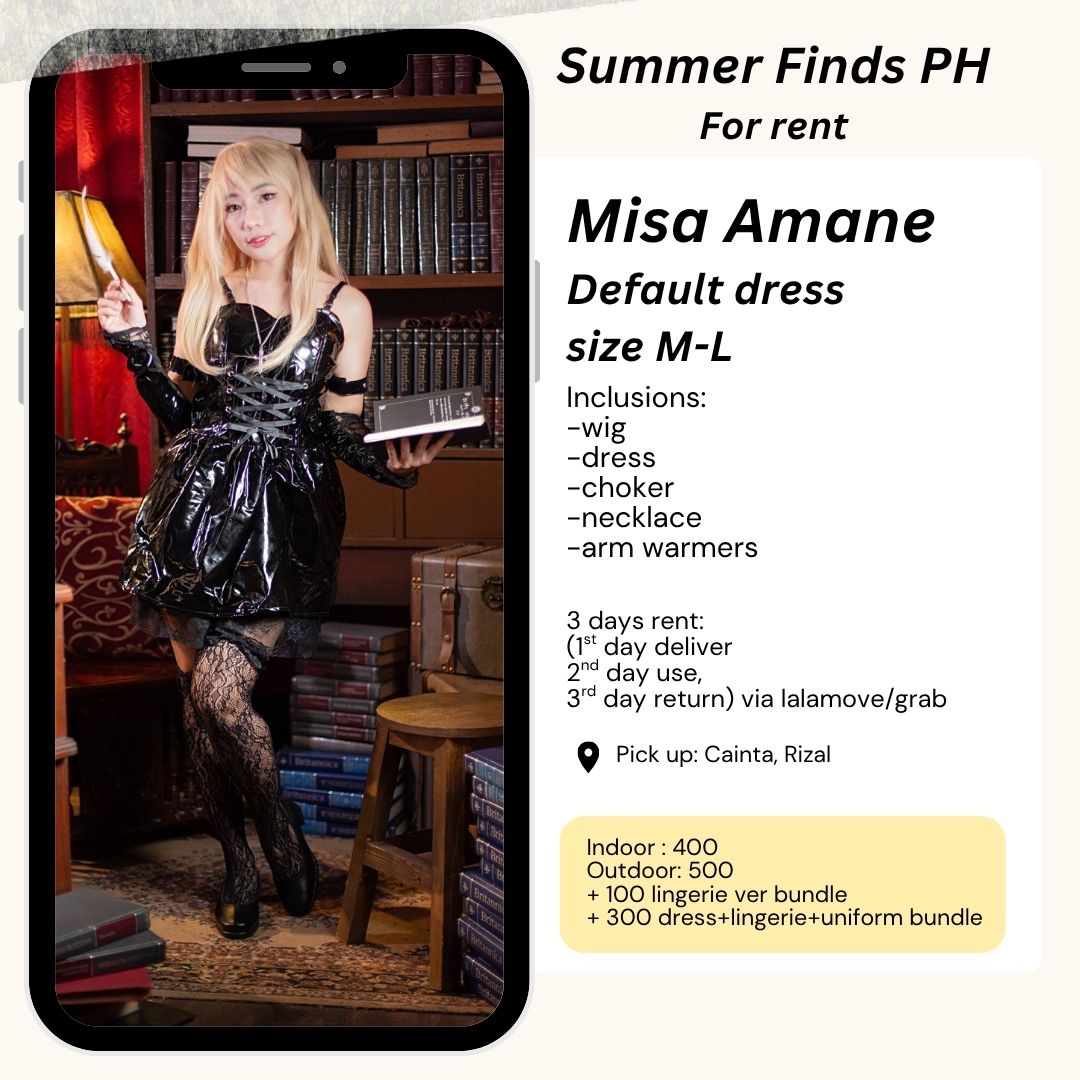 Summer Finds PH
For rent
Misa Amane
Default dress
size M-L
Inclusions:
-wig
-dress
-choker
-necklace
-arm warmers
3 days rent:
(1st day deliver
2nd day use,
3rd day return) via lalamove/grab
Pick up: Cainta, Rizal
Indoor : 400
Outdoor: 500
+ 100 lingerie ver bundle
+ 300 dress+lingerie+uniform bundle
Britannica
Britannica